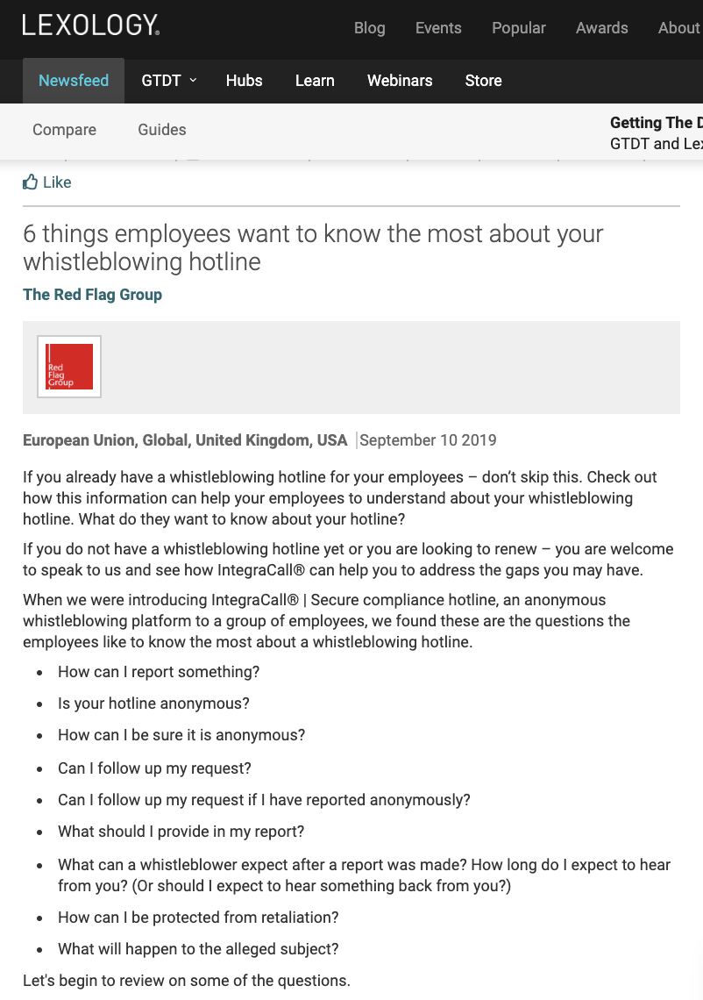 LEXOLOGY.
Blog Events Popular Awards About
Newsfeed GTDT Hubs Learn Webinars Store
Compare Guides
Getting The
GTDT and
Like
6 things employees want to know the most about your
whistleblowing hotline
The Red Flag Group
Red
Flag
Group
European Union, Global, United Kingdom, USA |September 10 2019
If you already have a whistleblowing hotline for your employees – don’t skip this. Check out
how this information can help your employees to understand about your whistleblowing
hotline. What do they want to know about your hotline?
If you do not have a whistleblowing hotline yet or you are looking to renew – you are welcome
to speak to us and see how IntegraCall® can help you to address the gaps you may have.
When we were introducing IntegraCall® | Secure compliance hotline, an anonymous
whistleblowing platform to a group of employees, we found these are the questions the
employees like to know the most about a whistleblowing hotline.
• How can I report something?
• Is your hotline anonymous?
• How can I be sure it is anonymous?
• Can I follow up my request?
• Can I follow up my request if I have reported anonymously?
• What should I provide in my report?
• What can a whistleblower expect after a report was made? How long do I expect to hear
from you? (Or should I expect to hear something back from you?)
• How can I be protected from retaliation?
• What will happen to the alleged subject?
Let's begin to review on some of the questions.